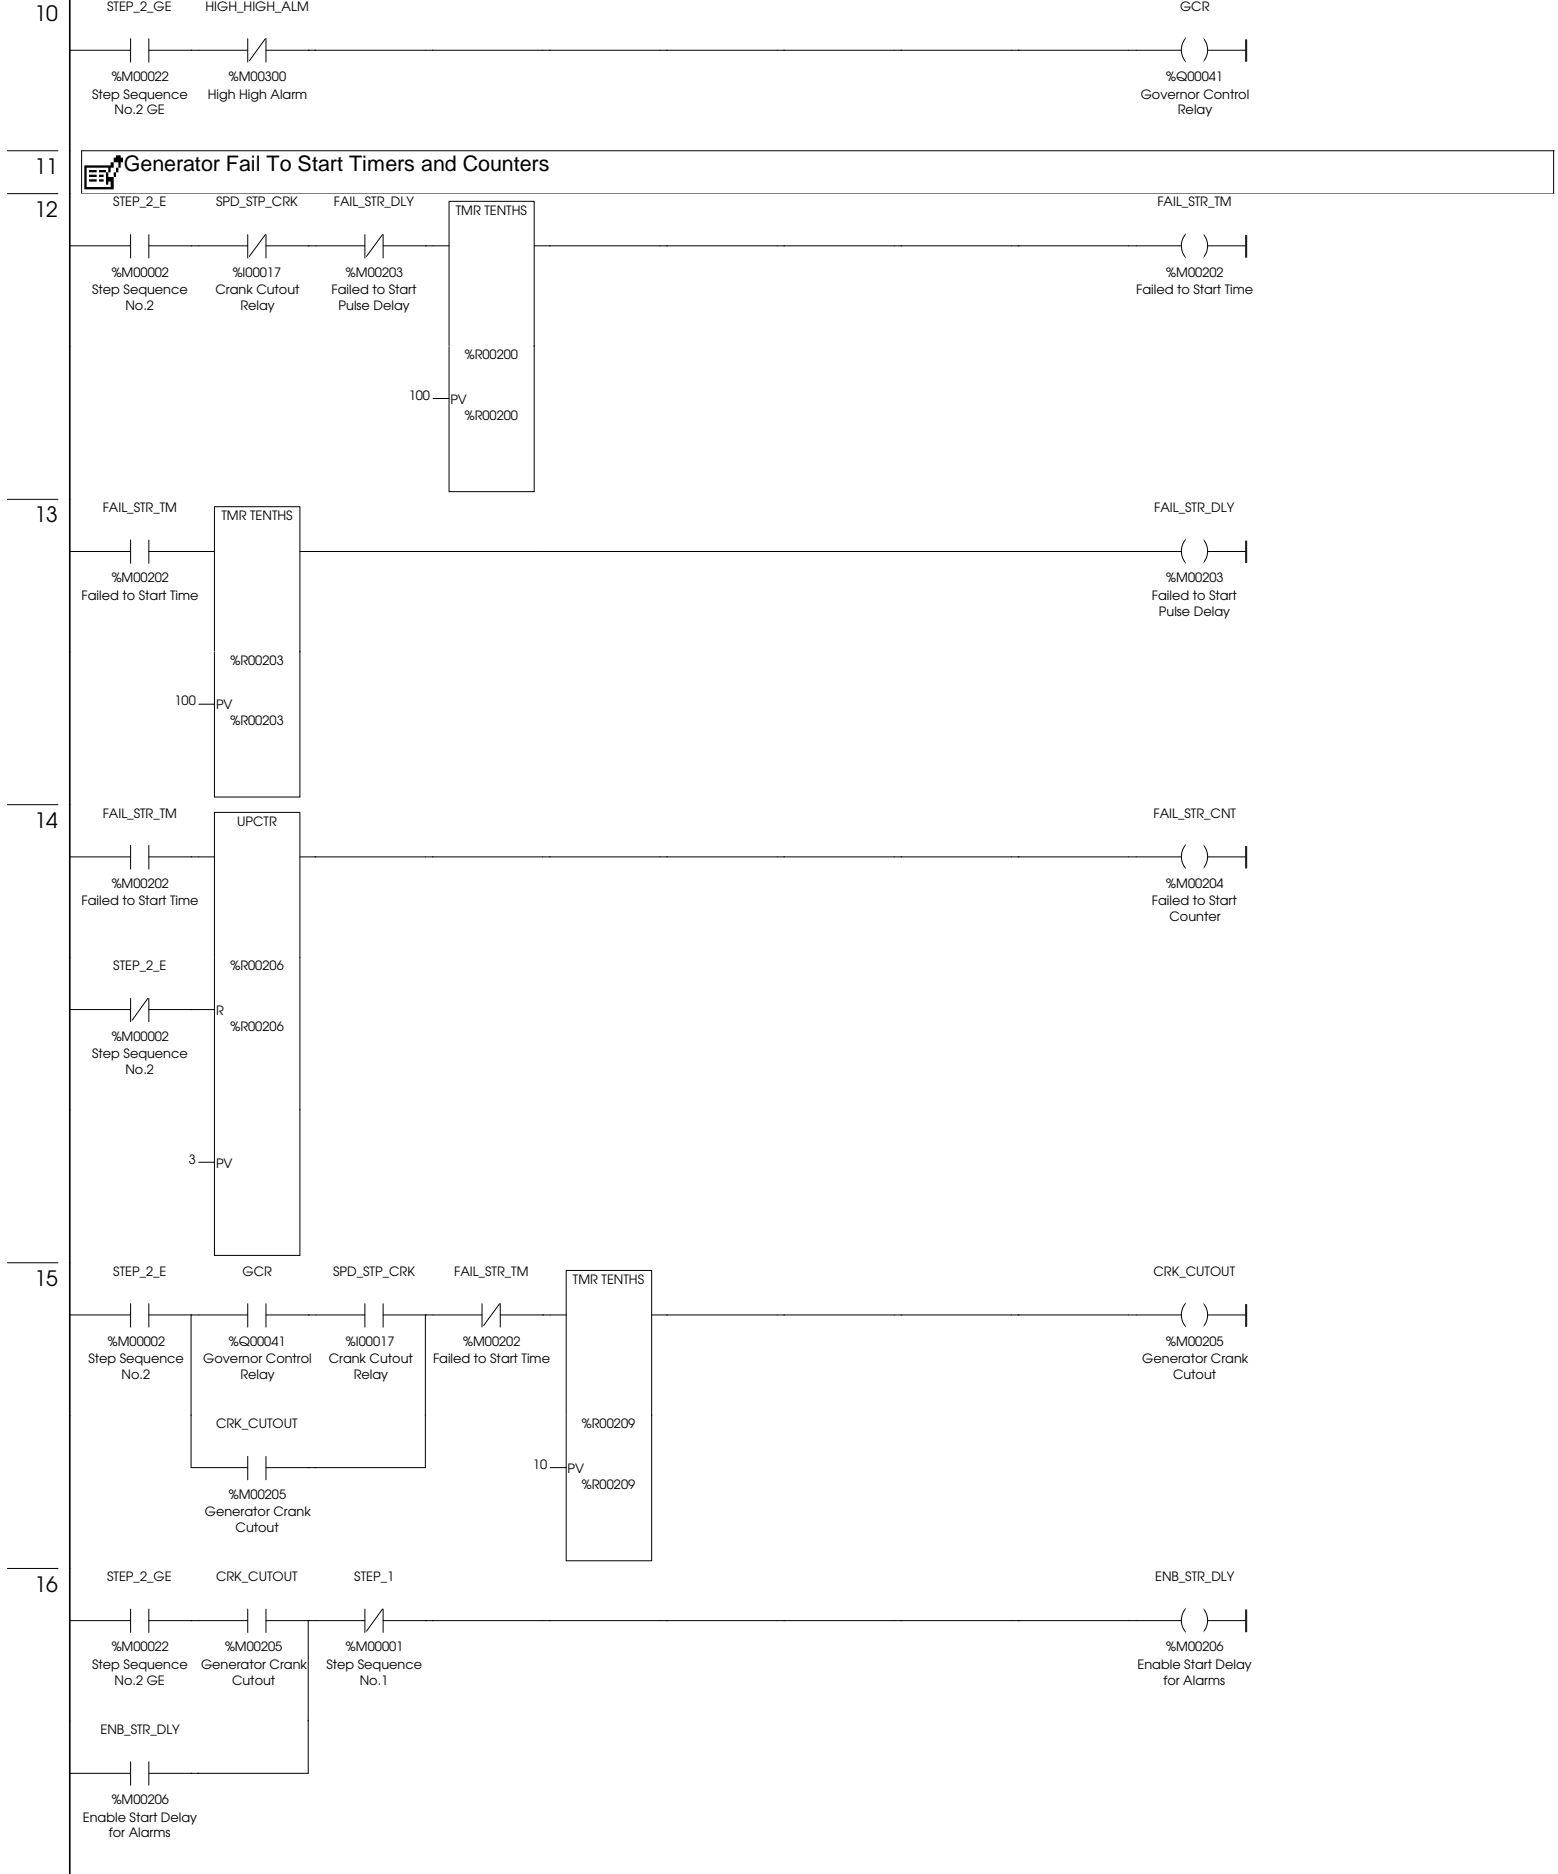 10
STEP_2_GE HIGH_HIGH_ALM GCR
%M00022 %M00300 %Q00041
Step Sequence High High Alarm Governor Control
No.2 GE Relay
11 Generator Fail To Start Timers and Counters
12
STEP_2_E SPD_STP_CRK FAIL_STR_DLY TMR TENTHS FAIL_STR_TM
%M00002 %I00017 %M00203 %M00202
Step Sequence Crank Cutout Failed to Start Failed to Start Time
No.2 Relay Pulse Delay
%R00200
100 PV
%R00200
13
FAIL_STR_TM TMR TENTHS FAIL_STR_DLY
%M00202 %M00203
Failed to Start Time Failed to Start
Pulse Delay
%R00203
100 PV
%R00203
14
FAIL_STR_TM UPCTR FAIL_STR_CNT
%M00202 %M00204
Failed to Start Time Failed to Start
Counter
STEP_2_E %R00206
R
%R00206
%M00002
Step Sequence
No.2
3 PV
15
STEP_2_E GCR SPD_STP_CRK FAIL_STR_TM TMR TENTHS CRK_CUTOUT
%M00002 %Q00041 %I00017 %M00202 %M00205
Step Sequence Governor Control Crank Cutout Failed to Start Time Generator Crank
No.2 Relay Relay Cutout
CRK_CUTOUT %R00209
10 PV
%R00209
%M00205
Generator Crank
Cutout
16
STEP_2_GE CRK_CUTOUT STEP_1 ENB_STR_DLY
%M00022 %M00205 %M00001 %M00206
Step Sequence Generator Crank Step Sequence Enable Start Delay
No.2 GE Cutout No.1 for Alarms
ENB_STR_DLY
%M00206
Enable Start Delay
for Alarms